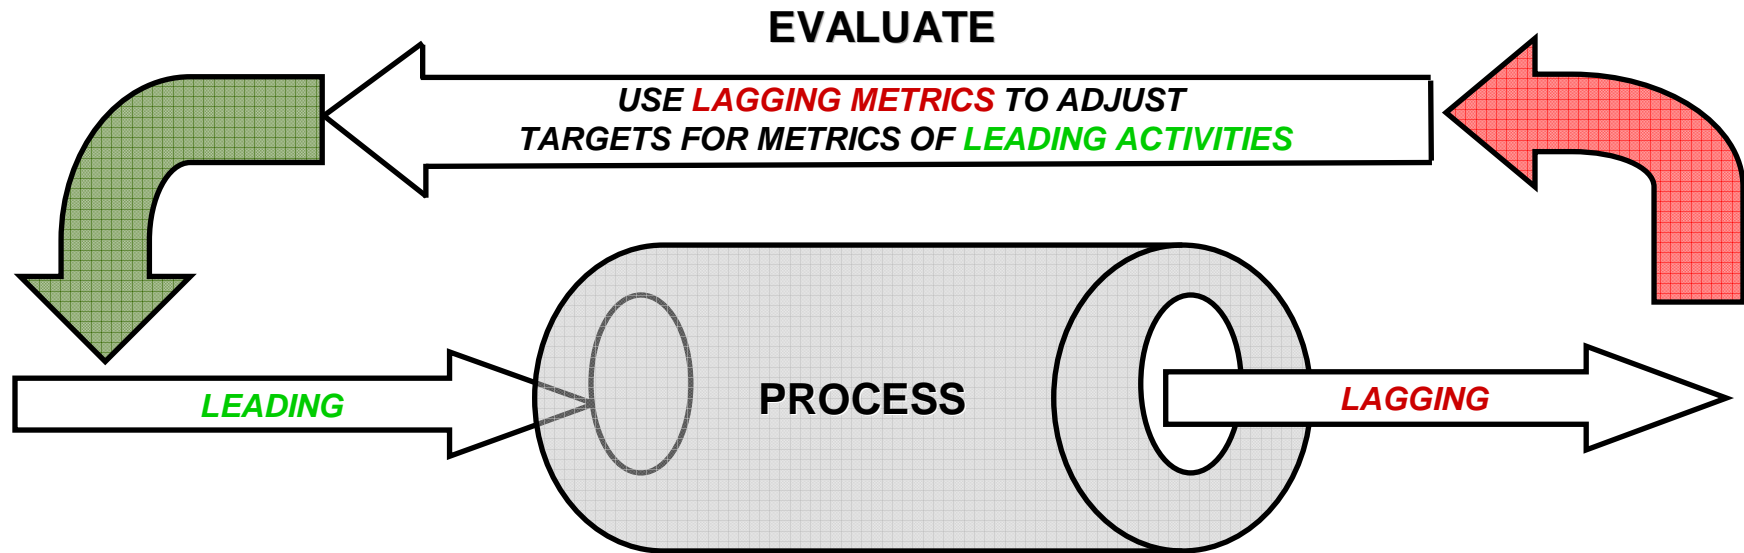 EVALUATE
USE LAGGING METRICS TO ADJUST
TARGETS FOR METRICS OF LEADING ACTIVITIES
LEADING
PROCESS
LAGGING